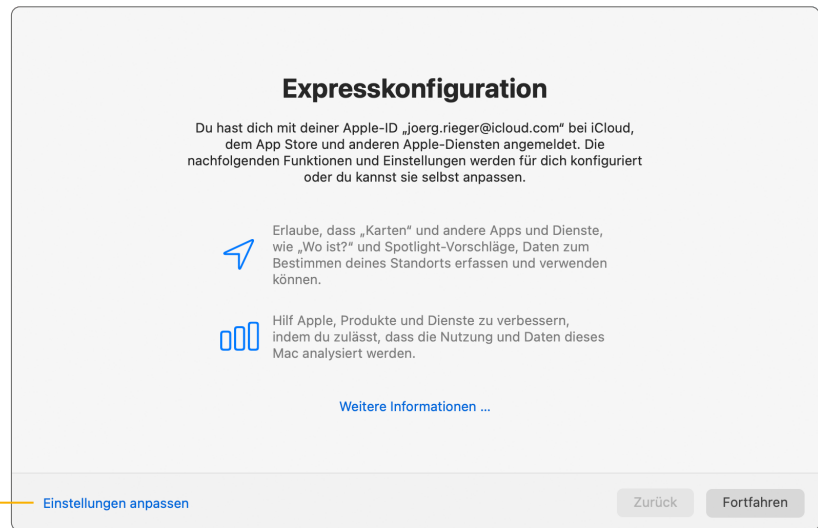 Expresskonfiguration
Du hast dich mit deiner Apple-ID „joerg.rieger@icloud.com“ bei iCloud,
dem App Store und anderen Apple-Diensten angemeldet. Die
nachfolgenden Funktionen und Einstellungen werden für dich konfiguriert
oder du kannst sie selbst anpassen.
Erlaube, dass „Karten“ und andere Apps und Dienste,
wie „Wo ist?“ und Spotlight-Vorschläge, Daten zum
Bestimmen deines Standorts erfassen und verwenden
können.
Hilf Apple, Produkte und Dienste zu verbessern,
indem du zulässt, dass die Nutzung und Daten dieses
Mac analysiert werden.
Weitere Informationen ...
Einstellungen anpassen
Zurück
Fortfahren